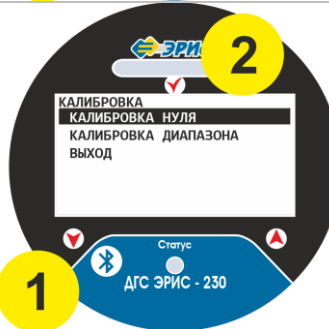 ЭРИС
2
КАЛИБРОВКА
КАЛИБРОВКА НУЛЯ
КАЛИБРОВКА ДИАПАЗОНА
ВЫХОД
Статус
ДГС ЭРИС - 230
1